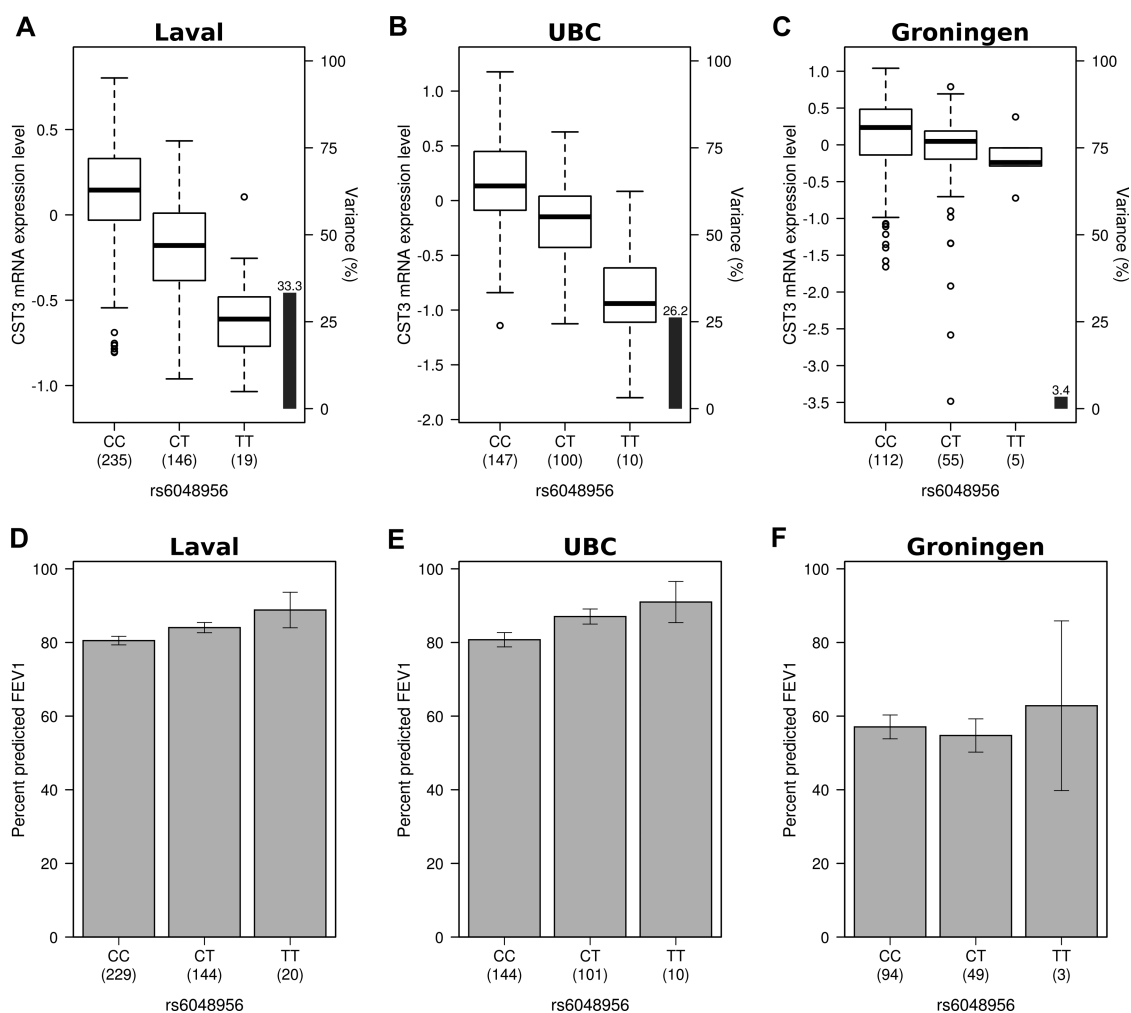 A
Laval
CST3 mRNA expression level
0.5
0
-0.5
-1.0
100
75
50
25
0
Variance (%)
33.3
CC CT TT
(235) (146) (19)
rs6048956
B
UBC
CST3 mRNA expression level
1.0
0.5
0
-0.5
-1.0
-1.5
-2.0
100
75
50
25
0
Variance (%)
26.2
CC CT TT
(147) (100) (10)
rs6048956
C
Groningen
CST3 mRNA expression level
1.0
0.5
0
-0.5
-1.0
-1.5
-2.0
-2.5
-3.0
-3.5
100
75
50
25
0
Variance (%)
3.4
CC CT TT
(112) (55) (5)
rs6048956
D
Laval
Percent predicted FEV1
100
80
60
40
20
0
CC CT TT
(229) (144) (20)
rs6048956
E
UBC
Percent predicted FEV1
100
80
60
40
20
0
CC CT TT
(144) (101) (10)
rs6048956
F
Groningen
Percent predicted FEV1
100
80
60
40
20
0
CC CT TT
(94) (49) (3)
rs6048956